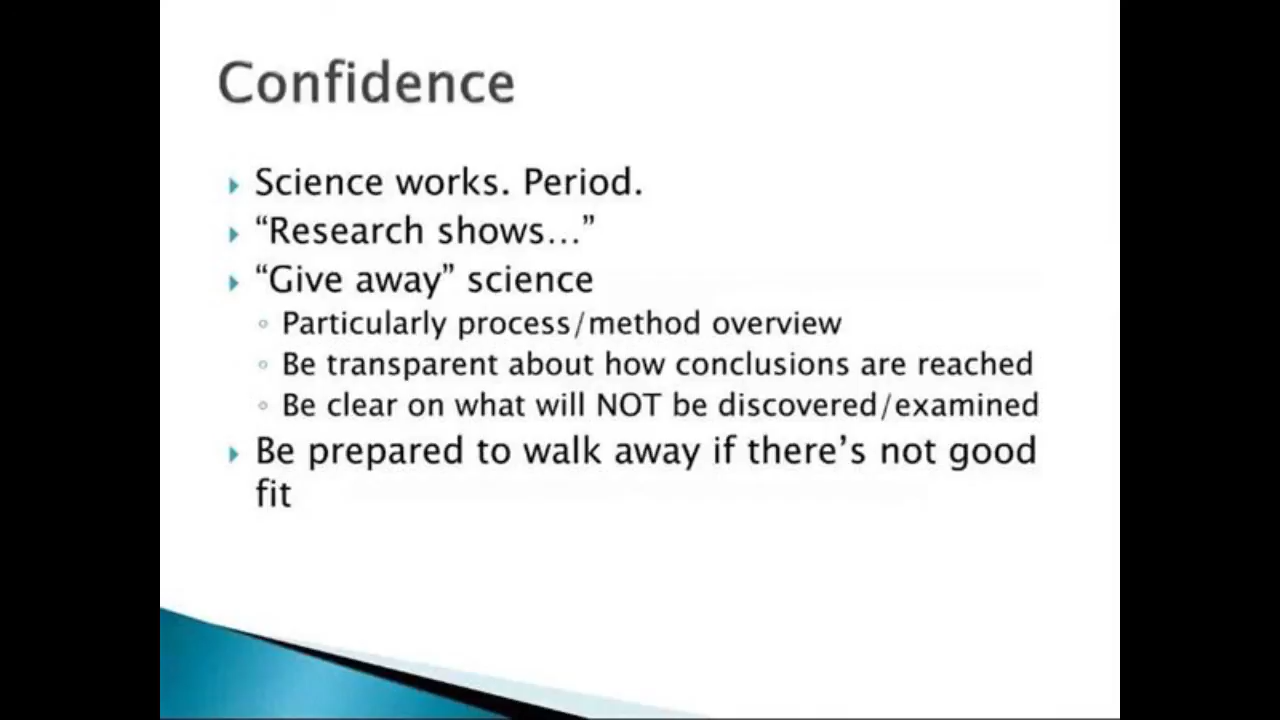 Confidence
Science works. Period.
“Research shows…”
“Give away” science
Particularly process/method overview
Be transparent about how conclusions are reached
Be clear on what will NOT be discovered/examined
Be prepared to walk away if there’s not good
fit